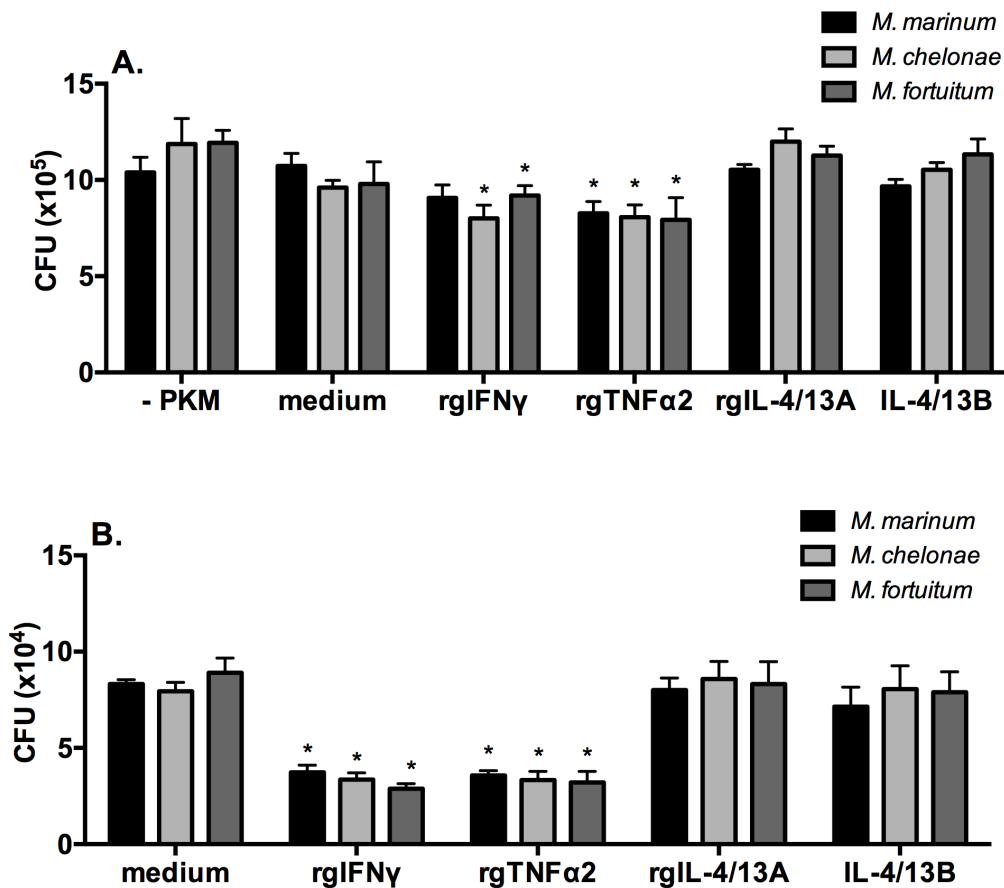 M. marinum
M. chelonae
M. fortuitum
A.
15
10
5
0
CFU (x10⁵)
* * * * *
- PKM medium rgIFNγ rgTNFα2 rgIL-4/13A IL-4/13B
M. marinum
M. chelonae
M. fortuitum
B.
15
10
5
0
CFU (x10⁴)
* * * * * *
medium rgIFNγ rgTNFα2 rgIL-4/13A IL-4/13B